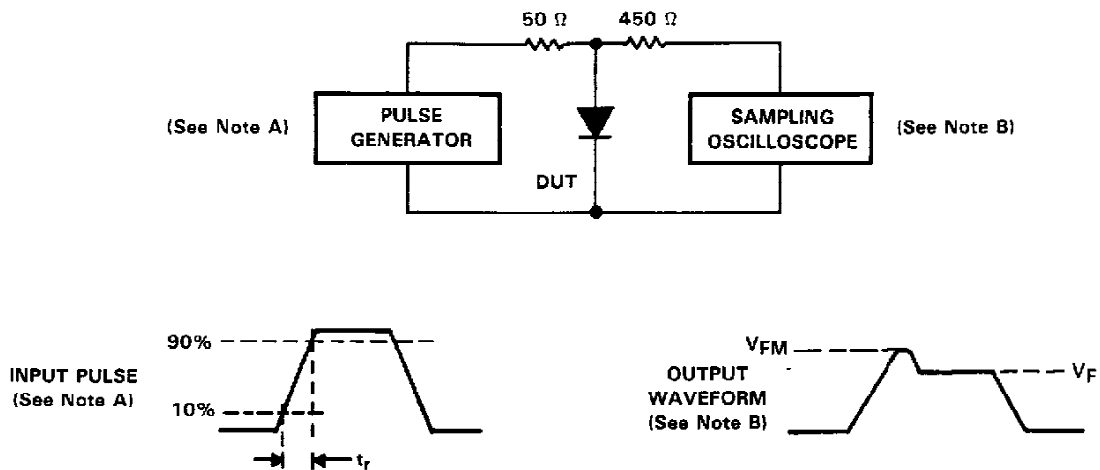 50 Ω
450 Ω
(See Note A)
PULSE
GENERATOR
SAMPLING
OSCILLOSCOPE
(See Note B)
DUT
90%
INPUT PULSE
(See Note A)
10%
tr
VFM
OUTPUT
WAVEFORM
(See Note B)
VF